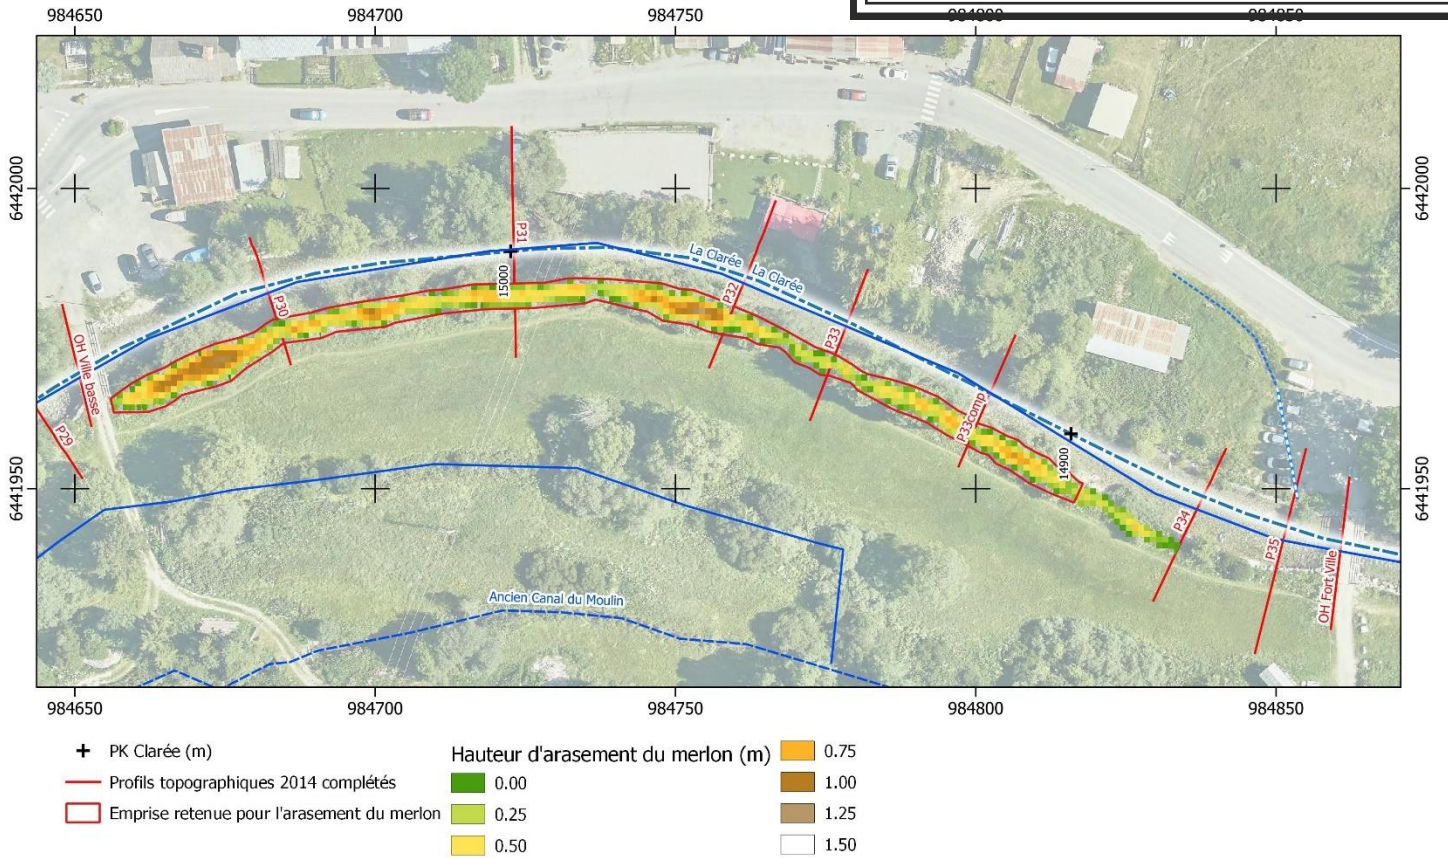 984650 984700 984750 984800 984850
6442000 6442000
6441950 6441950
P31
15000
La Clarée La Clarée
P30
P32
P33
OH Ville basse
P29
P33comp
14900
P34
P35
OH Fort Ville
Ancien Canal du Moulin
984650 984700 984750 984800 984850
PK Clarée (m)
Profils topographiques 2014 complétés
Emprise retenue pour l'arasement du merlon
Hauteur d'arasement du merlon (m)
0.00
0.25
0.50
0.75
1.00
1.25
1.50